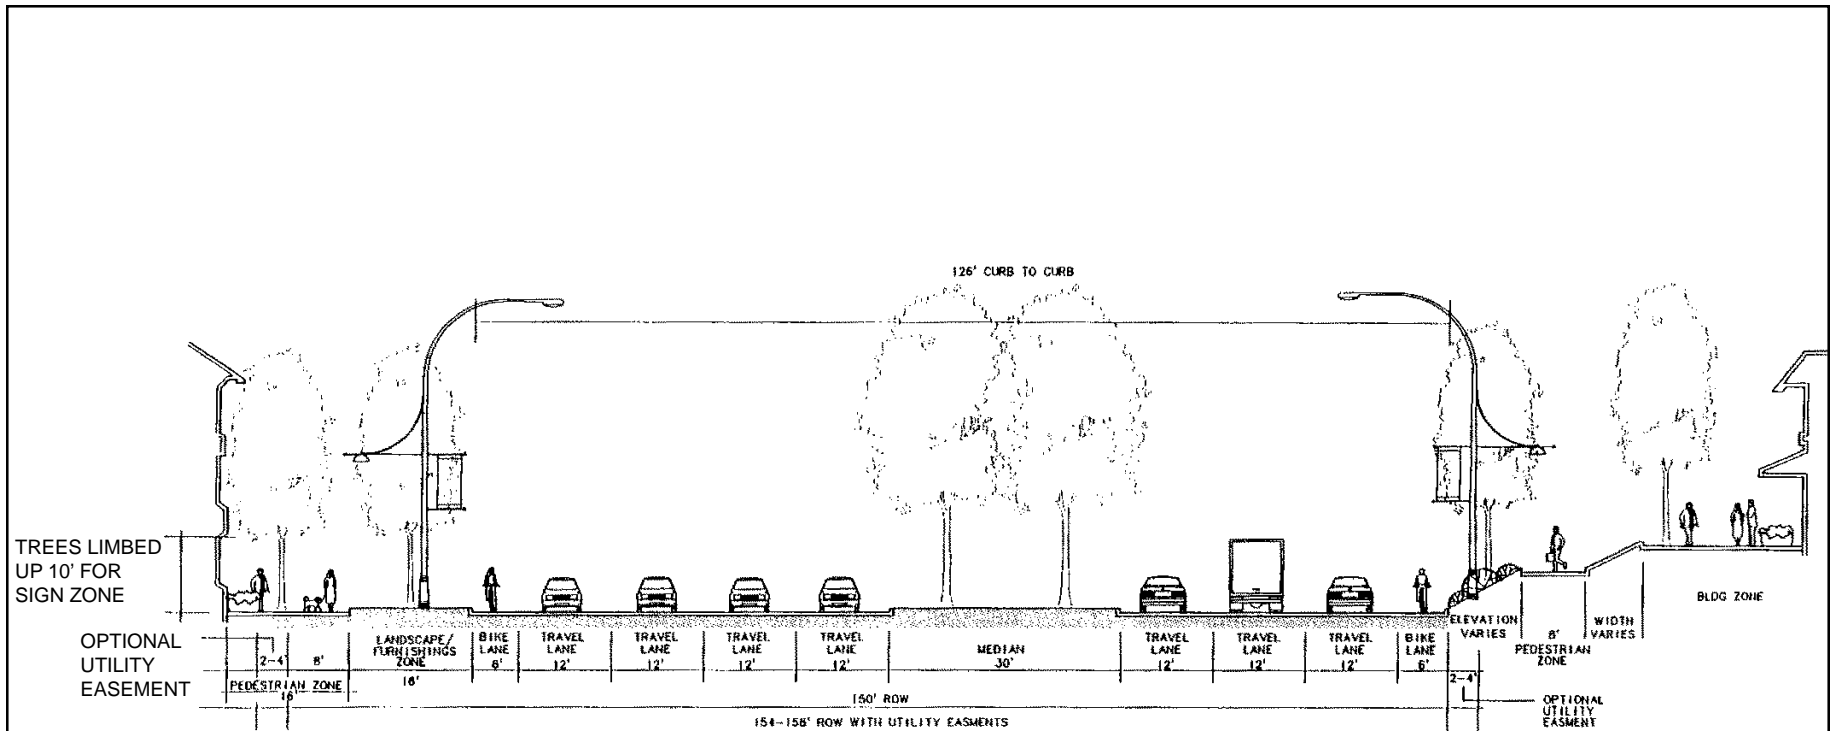 126' CURB TO CURB
TREES LIMBED
UP 10' FOR
SIGN ZONE
OPTIONAL
UTILITY
EASEMENT
2-4'
8'
PEDESTRIAN ZONE
16'
LANDSCAPE/
FURNISHINGS
ZONE
16'
BIKE
LANE
6'
TRAVEL
LANE
12'
TRAVEL
LANE
12'
TRAVEL
LANE
12'
TRAVEL
LANE
12'
MEDIAN
30'
TRAVEL
LANE
12'
TRAVEL
LANE
12'
TRAVEL
LANE
12'
BIKE
LANE
6'
ELEVATION
VARIES
8'
PEDESTRIAN
ZONE
WIDTH
VARIES
BLDG ZONE
2-4'
OPTIONAL
UTILITY
EASMENT
150' ROW
154-158' ROW WITH UTILITY EASMENTS